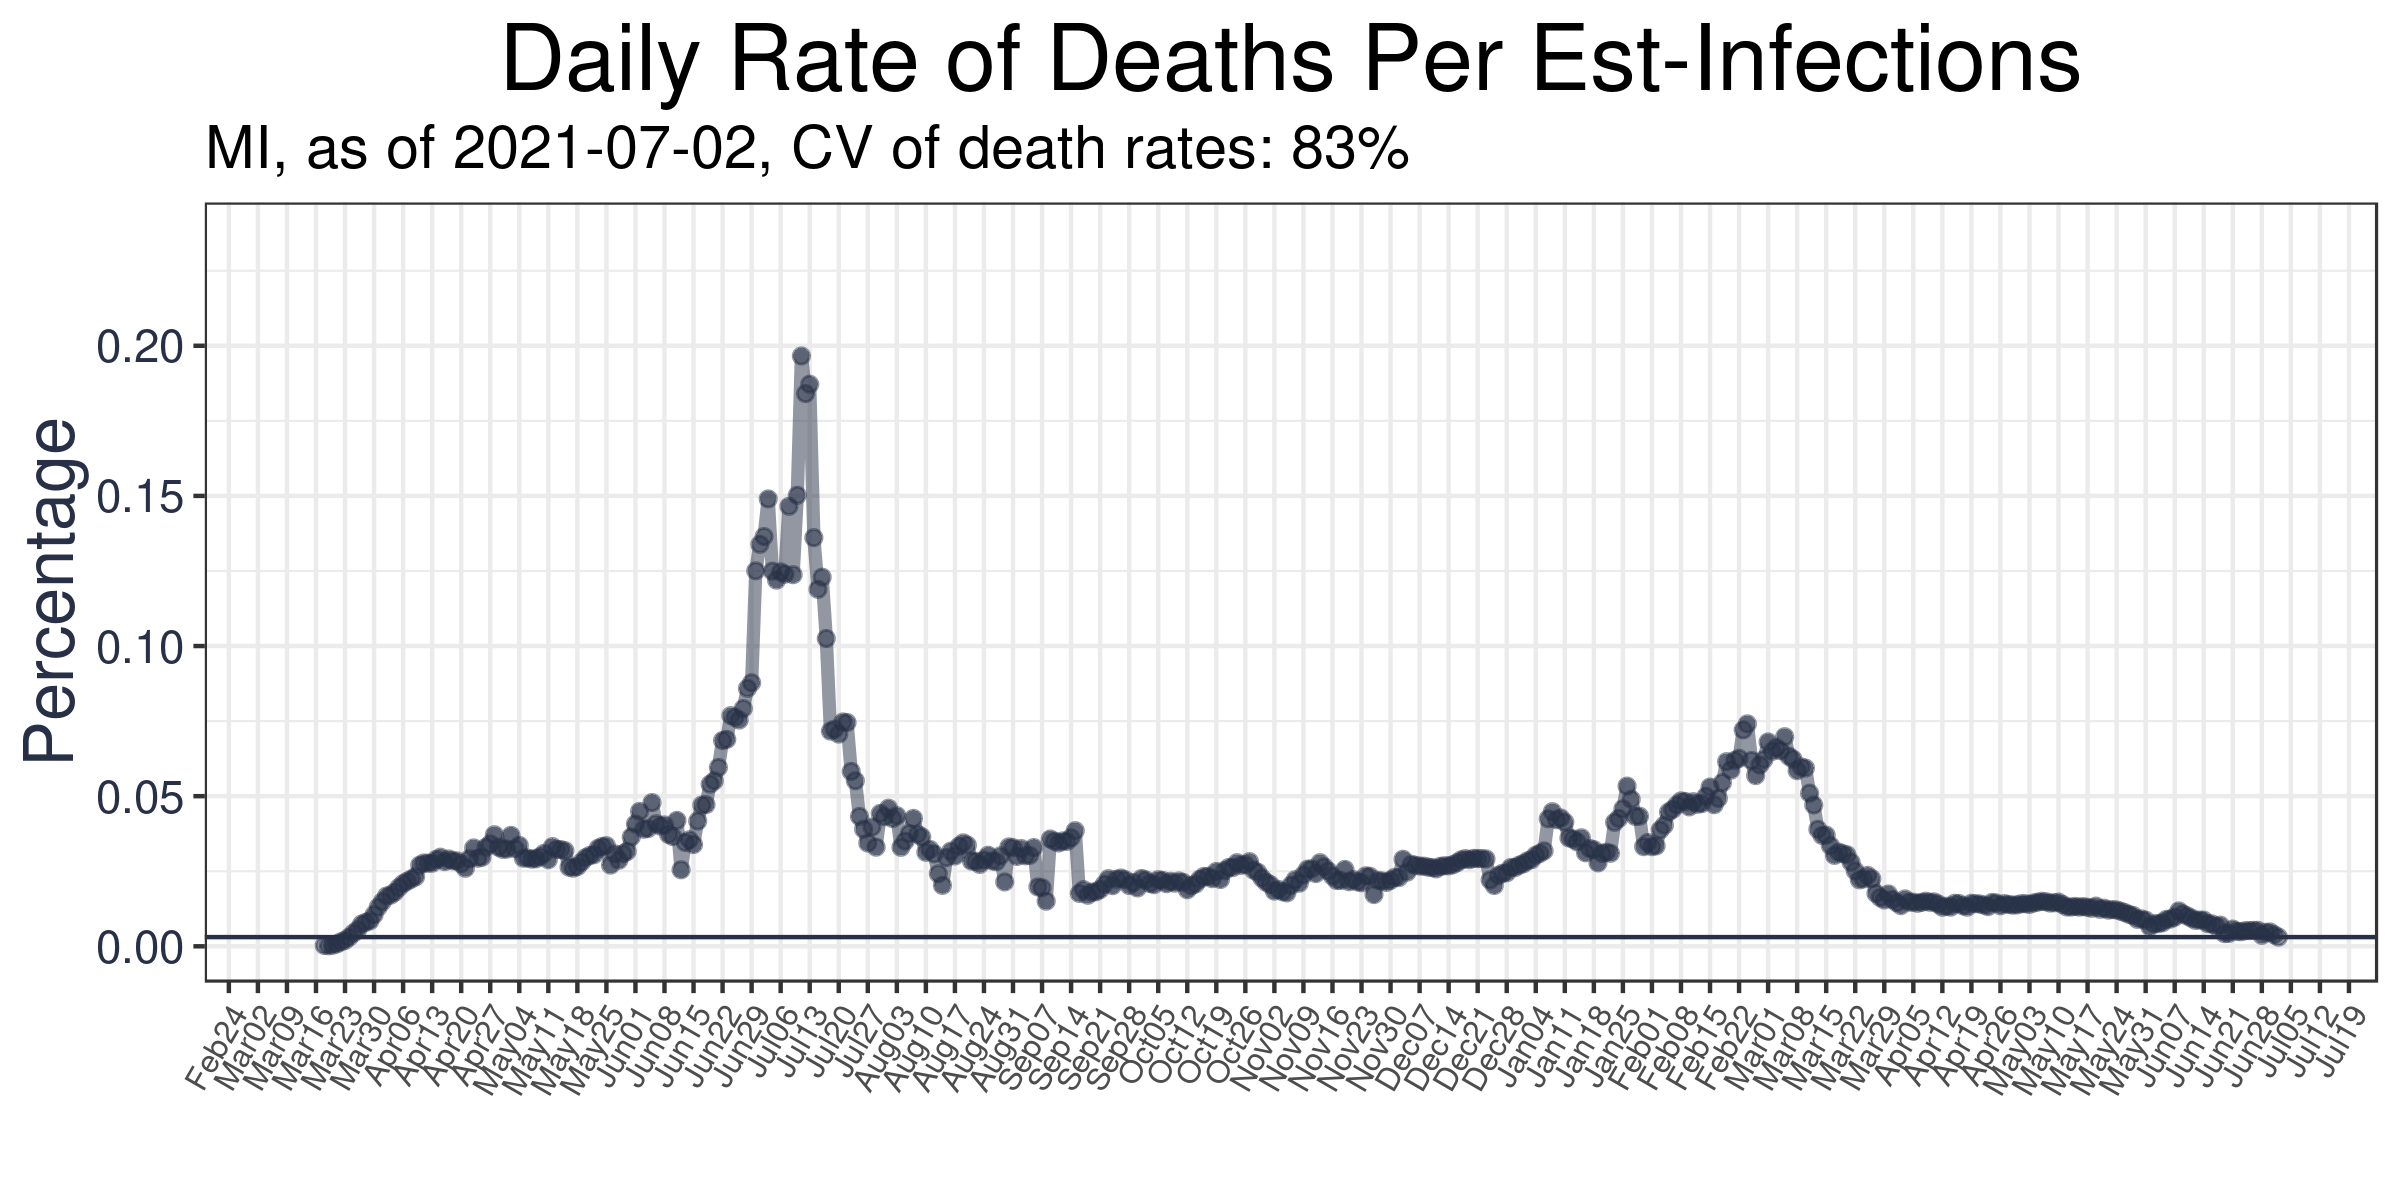 Daily Rate of Deaths Per Est-Infections
MI, as of 2021-07-02, CV of death rates: 83%
Percentage
0.20
0.15
0.10
0.05
0.00
Feb24
Mar02
Mar09
Mar16
Mar23
Mar30
Apr06
Apr13
Apr20
Apr27
May04
May11
May18
May25
Jun01
Jun08
Jun15
Jun22
Jun29
Jul06
Jul13
Jul20
Jul27
Aug03
Aug10
Aug17
Aug24
Aug31
Sep07
Sep14
Sep21
Sep28
Oct05
Oct12
Oct19
Oct26
Nov02
Nov09
Nov16
Nov23
Nov30
Dec07
Dec14
Dec21
Dec28
Jan04
Jan11
Jan18
Jan25
Feb01
Feb08
Feb15
Feb22
Mar01
Mar08
Mar15
Mar22
Mar29
Apr05
Apr12
Apr19
Apr26
May03
May10
May17
May24
May31
Jun07
Jun14
Jun21
Jun28
Jul05
Jul12
Jul19